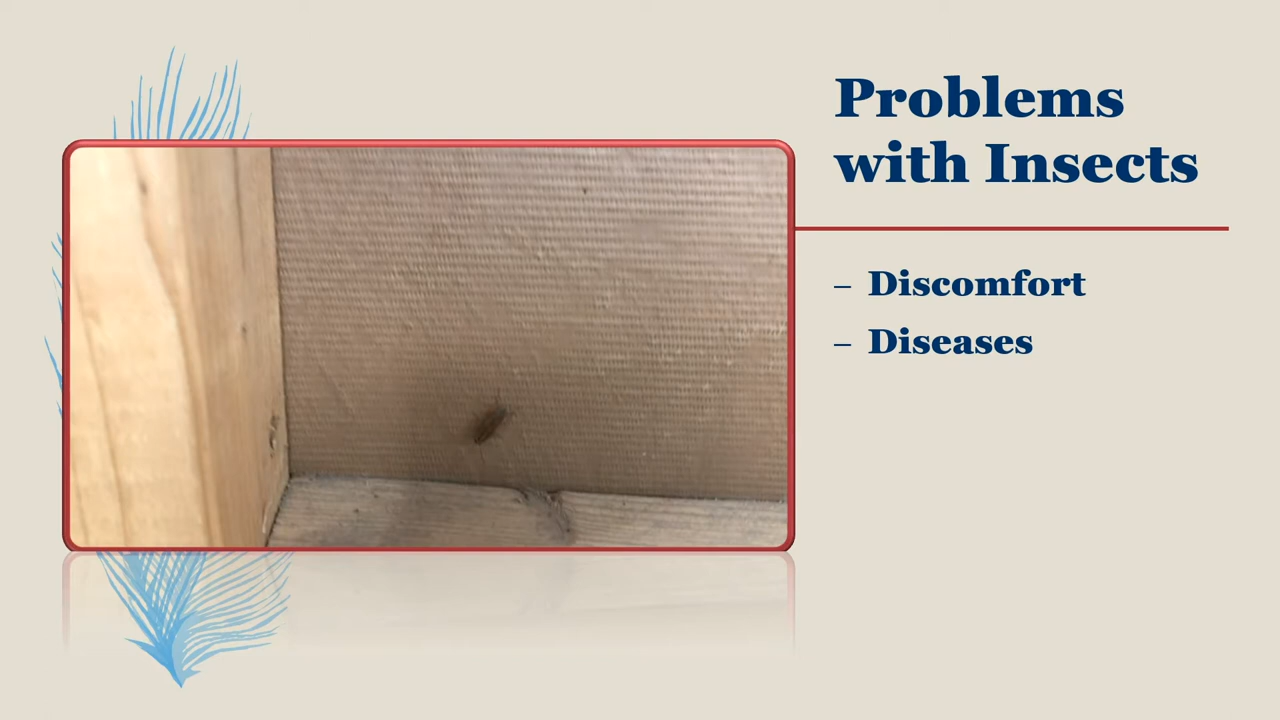 Problems
with Insects
– Discomfort
– Diseases